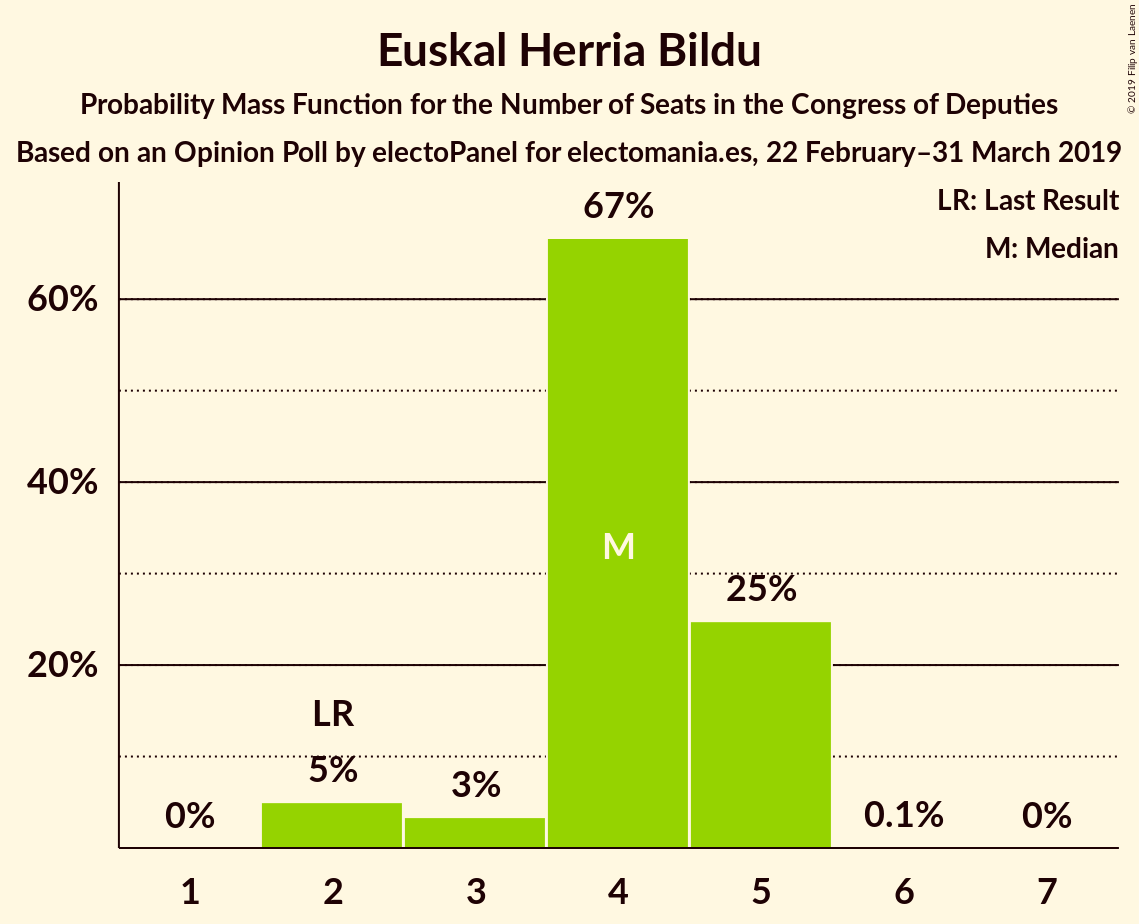 Euskal Herria Bildu
Probability Mass Function for the Number of Seats in the Congress of Deputies
Based on an Opinion Poll by electoPanel for electomania.es, 22 February–31 March 2019
© 2019 Filip van Laenen
LR: Last Result
M: Median
60%
40%
20%
0%
LR
5%
3%
67%
M
25%
0.1%
0%
1 2 3 4 5 6 7